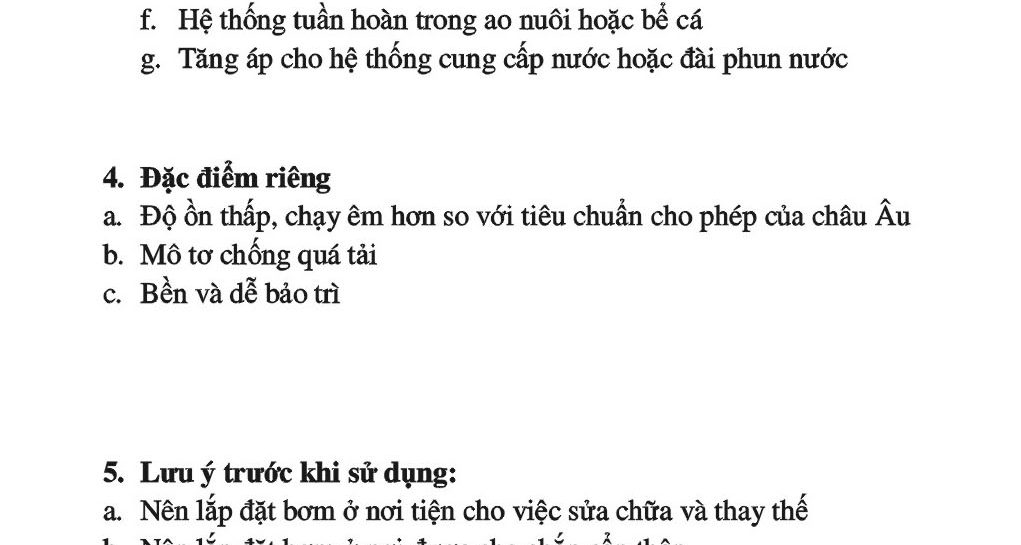 f. Hệ thống tuần hoàn trong ao nuôi hoặc bể cá
g. Tăng áp cho hệ thống cung cấp nước hoặc đài phun nước
4. Đặc điểm riêng
a. Độ ồn thấp, chạy êm hơn so với tiêu chuẩn cho phép của châu Âu
b. Mô tơ chống quá tải
c. Bền và dễ bảo trì
5. Lưu ý trước khi sử dụng:
a. Nên lắp đặt bơm ở nơi tiện cho việc sửa chữa và thay thế